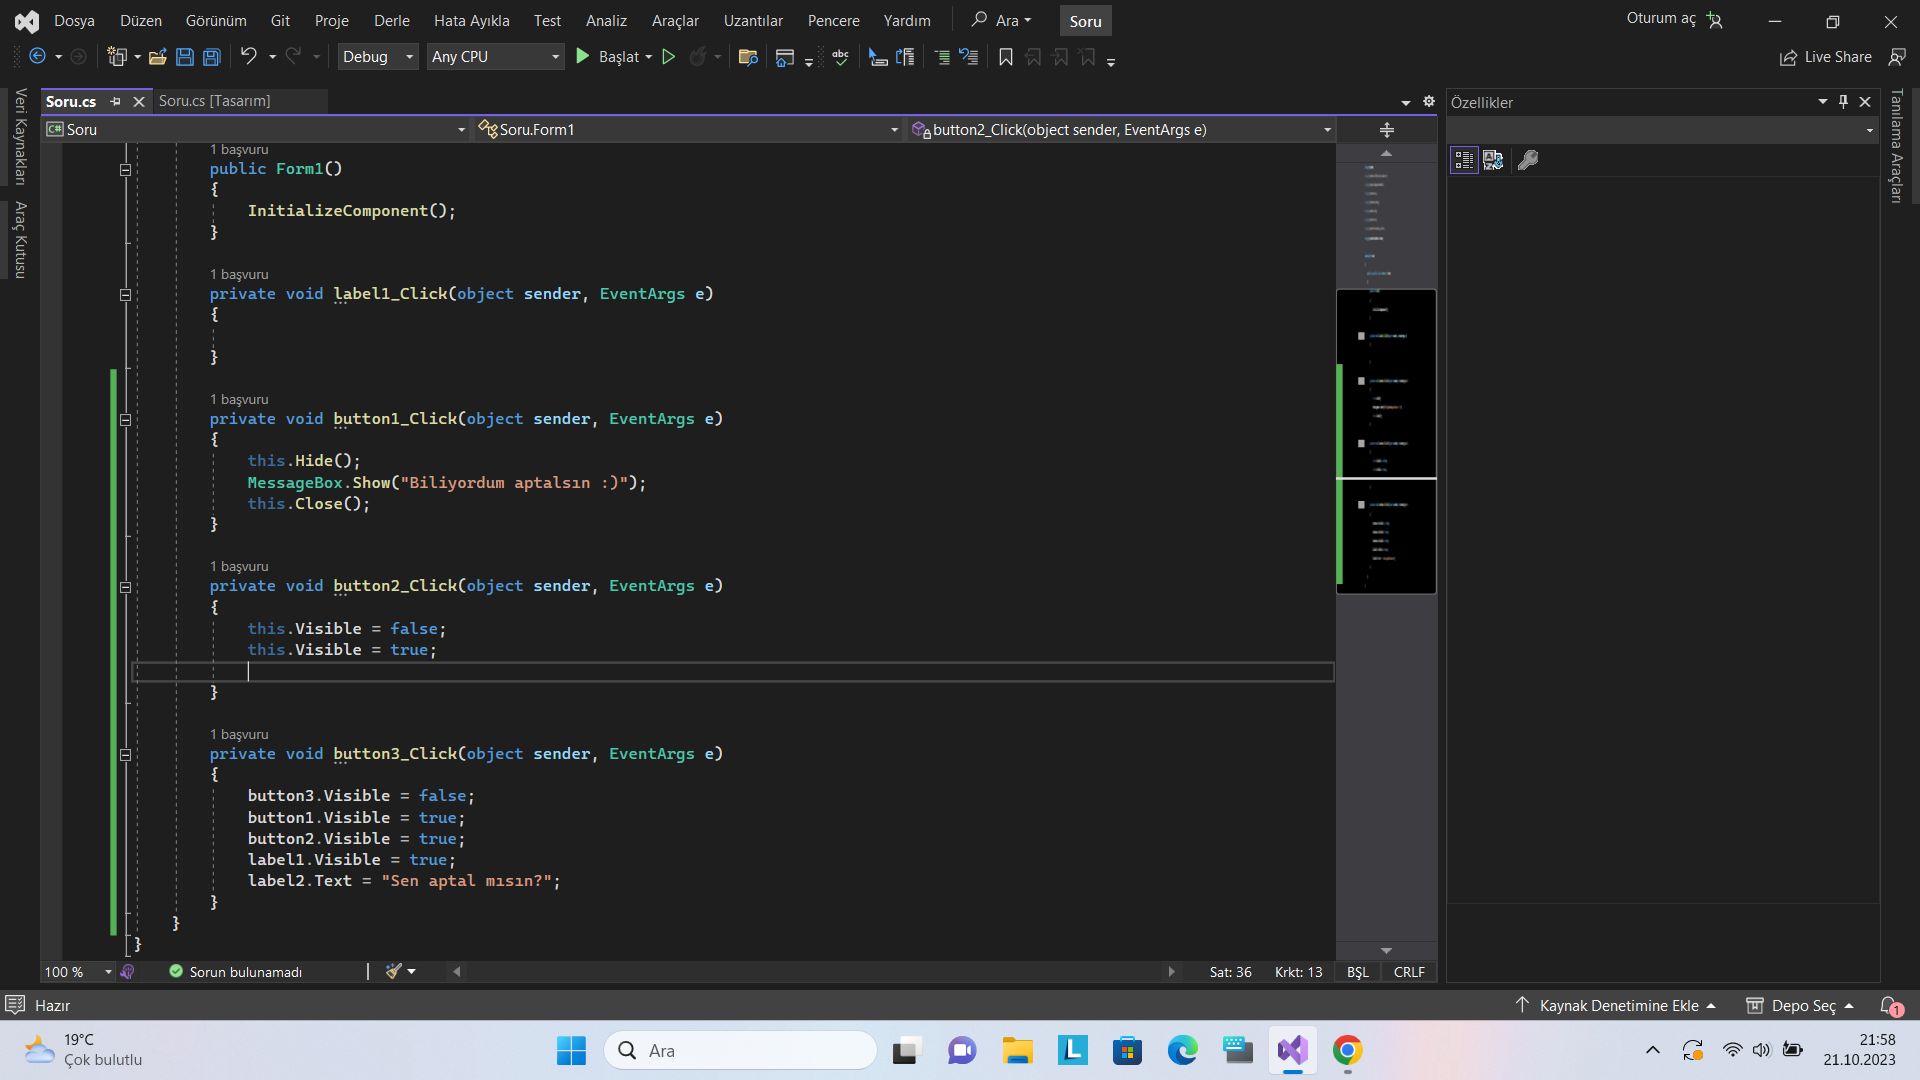 Dosya Düzen Görünüm Git Proje Derle Hata Ayıkla Test Analiz Araçlar Uzantılar Pencere Yardım Ara Soru Oturum aç
Debug Any CPU Başlat Live Share
Veri Kaynakları
Araç Kutusu
Soru.cs Soru.cs [Tasarım]
Soru Soru.Form1 button2_Click(object sender, EventArgs e)
1 başvuru
public Form1()
{
InitializeComponent();
}
1 başvuru
private void label1_Click(object sender, EventArgs e)
{
}
1 başvuru
private void button1_Click(object sender, EventArgs e)
{
this.Hide();
MessageBox.Show("Biliyordum aptalsın :)");
this.Close();
}
1 başvuru
private void button2_Click(object sender, EventArgs e)
{
this.Visible = false;
this.Visible = true;
}
1 başvuru
private void button3_Click(object sender, EventArgs e)
{
button3.Visible = false;
button1.Visible = true;
button2.Visible = true;
label1.Visible = true;
label2.Text = "Sen aptal mısın?";
}
}
}
Özellikler
Tanılama Araçları
100 % Sorun bulunamadı Sat: 36 Krkt: 13 BŞL CRLF
Hazır Kaynak Denetimine Ekle Depo Seç 1
19°C
Çok bulutlu
Ara
21:58
21.10.2023